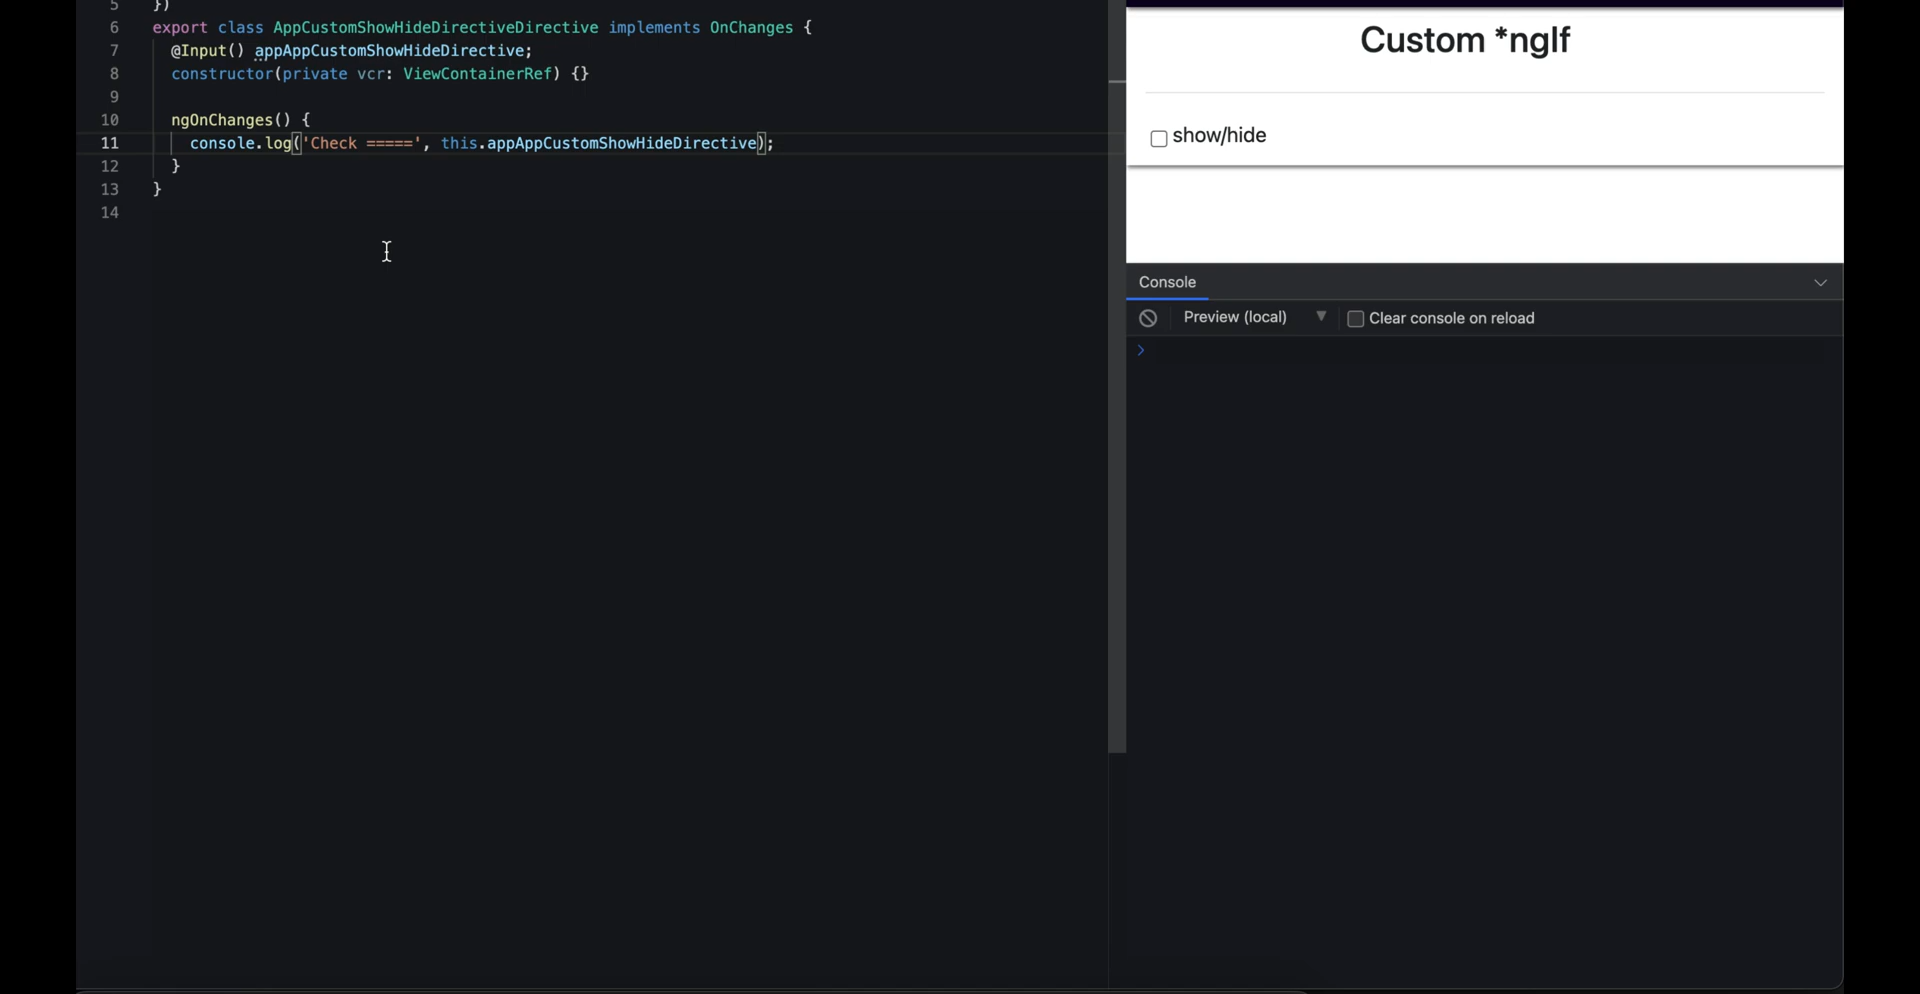 5 })
6 export class AppCustomShowHideDirectiveDirective implements OnChanges {
7 @Input() appAppCustomShowHideDirective;
8 constructor(private vcr: ViewContainerRef) {}
9
10 ngOnChanges() {
11 console.log('Check =====', this.appAppCustomShowHideDirective);
12 }
13 }
14
Custom *ngIf
show/hide
Console
Preview (local) Clear console on reload
>